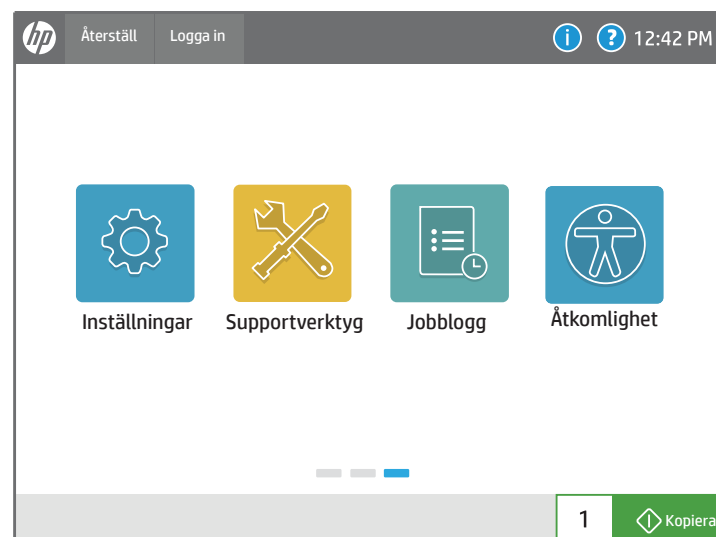 hp Återställ Logga in i ? 12:42 PM
Inställningar Supportverktyg Jobblogg Åtkomlighet
1 Kopiera